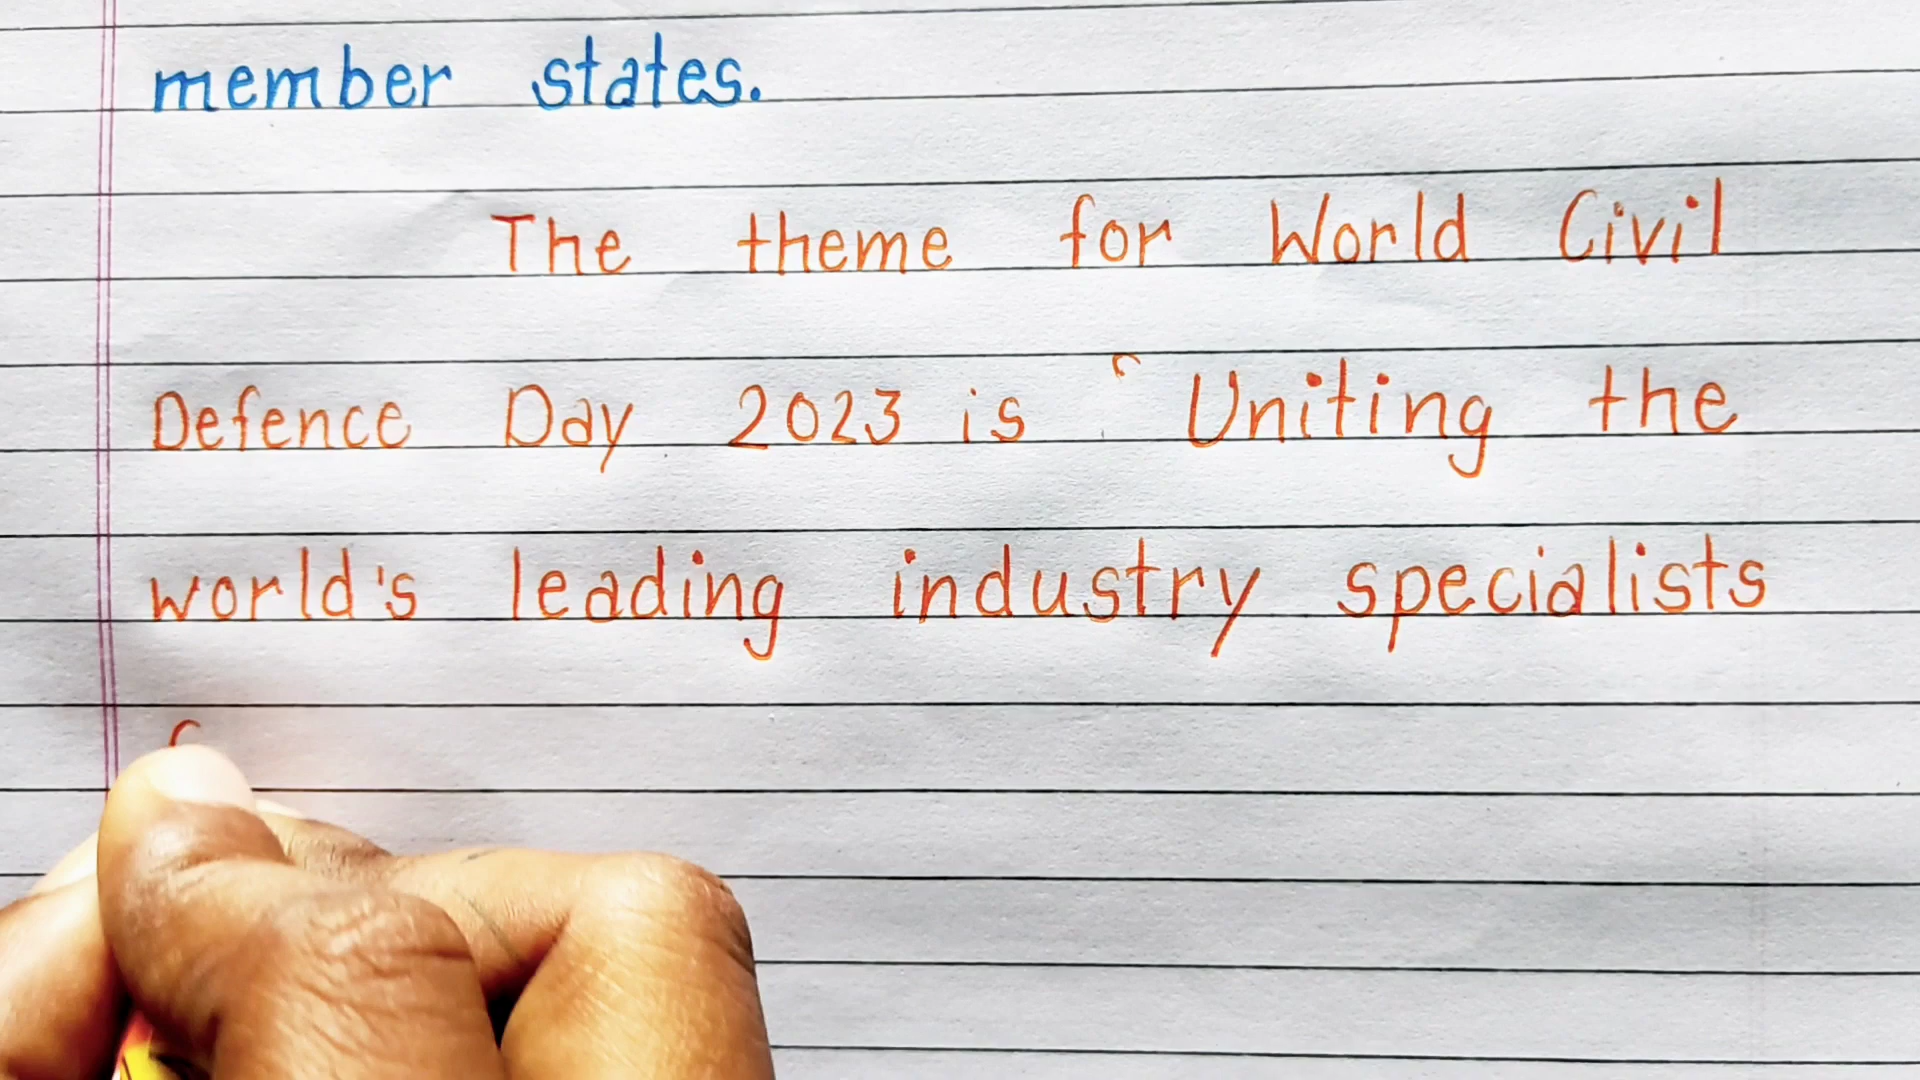 member states.
The theme for World Civil
Defence Day 2023 is “Uniting the
world's leading industry specialists